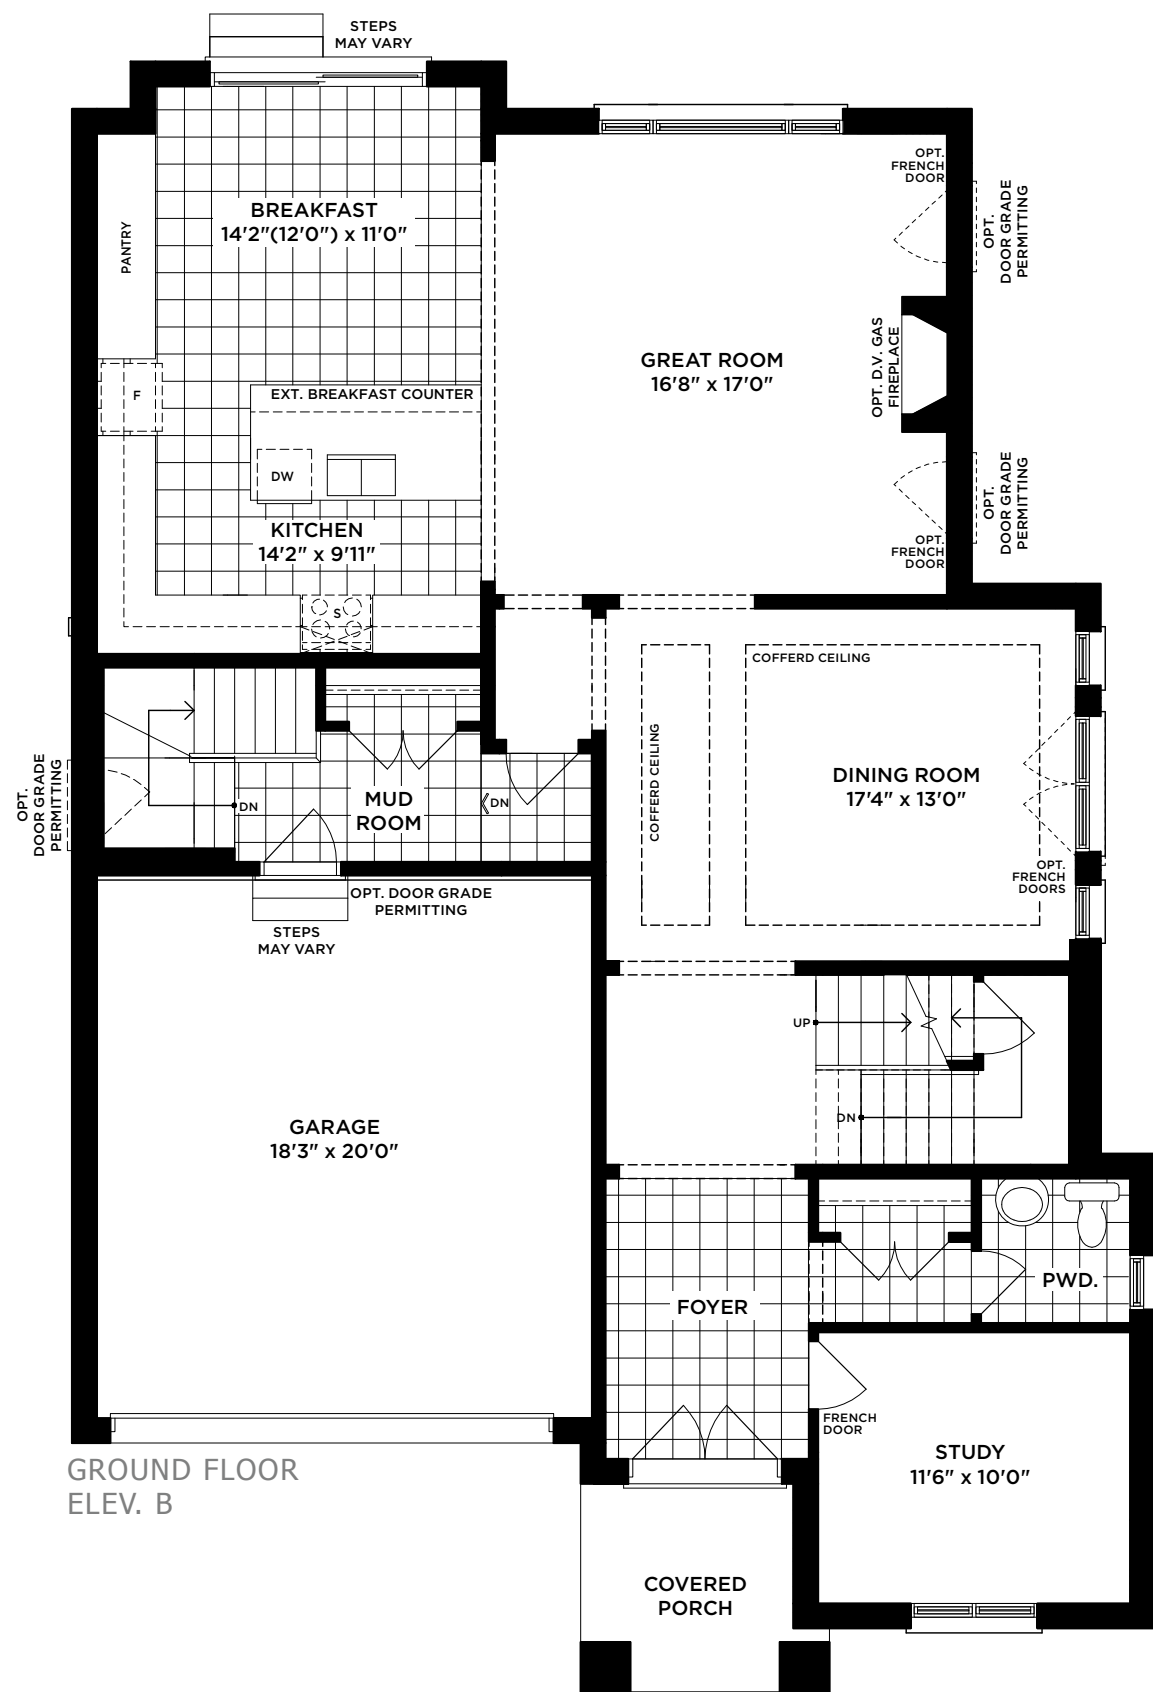 STEPS
MAY VARY
OPT.
FRENCH
DOOR
OPT.
DOOR GRADE
PERMITTING
BREAKFAST
14'2"(12'0") x 11'0"
PANTRY
GREAT ROOM
16'8" x 17'0"
OPT. D.V. GAS
FIREPLACE
F
EXT. BREAKFAST COUNTER
DW
OPT.
DOOR GRADE
PERMITTING
KITCHEN
14'2" x 9'11"
OPT.
FRENCH
DOOR
S
COFFERD CEILING
COFFERD CEILING
OPT.
DOOR GRADE
PERMITTING
DN
MUD
ROOM
DN
DINING ROOM
17'4" x 13'0"
OPT.
FRENCH
DOORS
OPT. DOOR GRADE
PERMITTING
STEPS
MAY VARY
UP
DN
GARAGE
18'3" x 20'0"
PWD.
FOYER
FRENCH
DOOR
STUDY
11'6" x 10'0"
GROUND FLOOR
ELEV. B
COVERED
PORCH